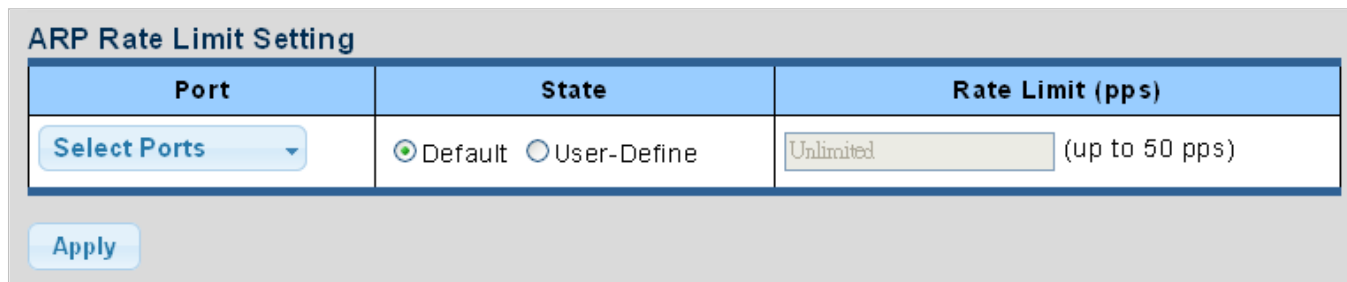 ARP Rate Limit Setting
Port State Rate Limit (pps)
Select Ports Default User-Define Unlimited (up to 50 pps)
Apply